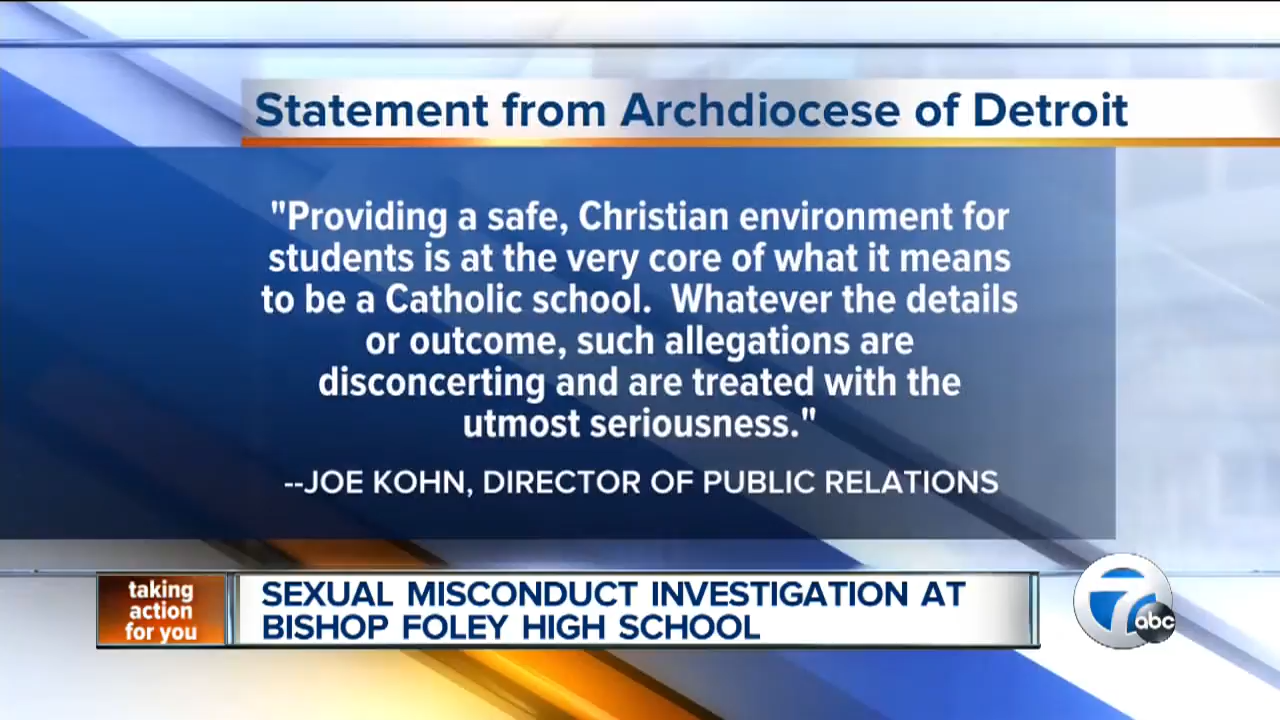 Statement from Archdiocese of Detroit
"Providing a safe, Christian environment for
students is at the very core of what it means
to be a Catholic school.  Whatever the details
or outcome, such allegations are
disconcerting and are treated with the
utmost seriousness."
--JOE KOHN, DIRECTOR OF PUBLIC RELATIONS
taking
action
for you
SEXUAL MISCONDUCT INVESTIGATION AT
BISHOP FOLEY HIGH SCHOOL
7
abc